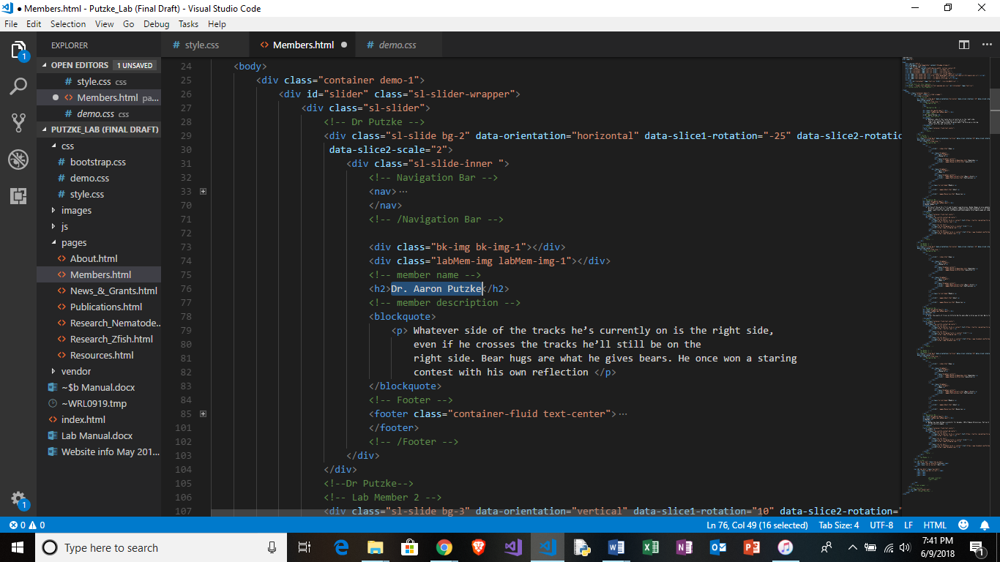 ● Members.html - Putzke_Lab (Final Draft) - Visual Studio Code
File Edit Selection View Go Debug Tasks Help
EXPLORER
OPEN EDITORS 1 UNSAVED
# style.css css
● <> Members.html pa...
# demo.css css
PUTZKE_LAB (FINAL DRAFT)
css
# bootstrap.css
# demo.css
# style.css
images
js
pages
<> About.html
<> Members.html
<> News_&_Grants.html
<> Publications.html
<> Research_Nematode...
<> Research_Zfish.html
<> Resources.html
vendor
~$b Manual.docx
~WRL0919.tmp
<> index.html
Lab Manual.docx
Website info May 201...
1
1
# style.css <> Members.html ● # demo.css
24 <body>
25 <div class="container demo-1">
26 <div id="slider" class="sl-slider-wrapper">
27 <div class="sl-slider">
28 <!-- Dr Putzke -->
29 <div class="sl-slide bg-2" data-orientation="horizontal" data-slice1-rotation="-25" data-slice2-rotatio
30 data-slice2-scale="2">
31 <div class="sl-slide-inner ">
32 <!-- Navigation Bar -->
33 <nav>···
70 </nav>
71 <!-- /Navigation Bar -->
72
73 <div class="bk-img bk-img-1"></div>
74 <div class="labMem-img labMem-img-1"></div>
75 <!-- member name -->
76 <h2>Dr. Aaron Putzke</h2>
77 <!-- member description -->
78 <blockquote>
79 <p> Whatever side of the tracks he’s currently on is the right side,
80 even if he crosses the tracks he’ll still be on the
81 right side. Bear hugs are what he gives bears. He once won a staring
82 contest with his own reflection </p>
83 </blockquote>
84 <!-- Footer -->
85 <footer class="container-fluid text-center">···
101 </footer>
102 <!-- /Footer -->
103 </div>
104 </div>
105 <!--Dr Putzke-->
106 <!-- Lab Member 2 -->
107 <div class="sl-slide bg-3" data-orientation="vertical" data-slice1-rotation="10" data-slice2-rotation="
0 0 Ln 76, Col 49 (16 selected) Tab Size: 4 UTF-8 LF HTML
Type here to search
7:41 PM
6/9/2018
1